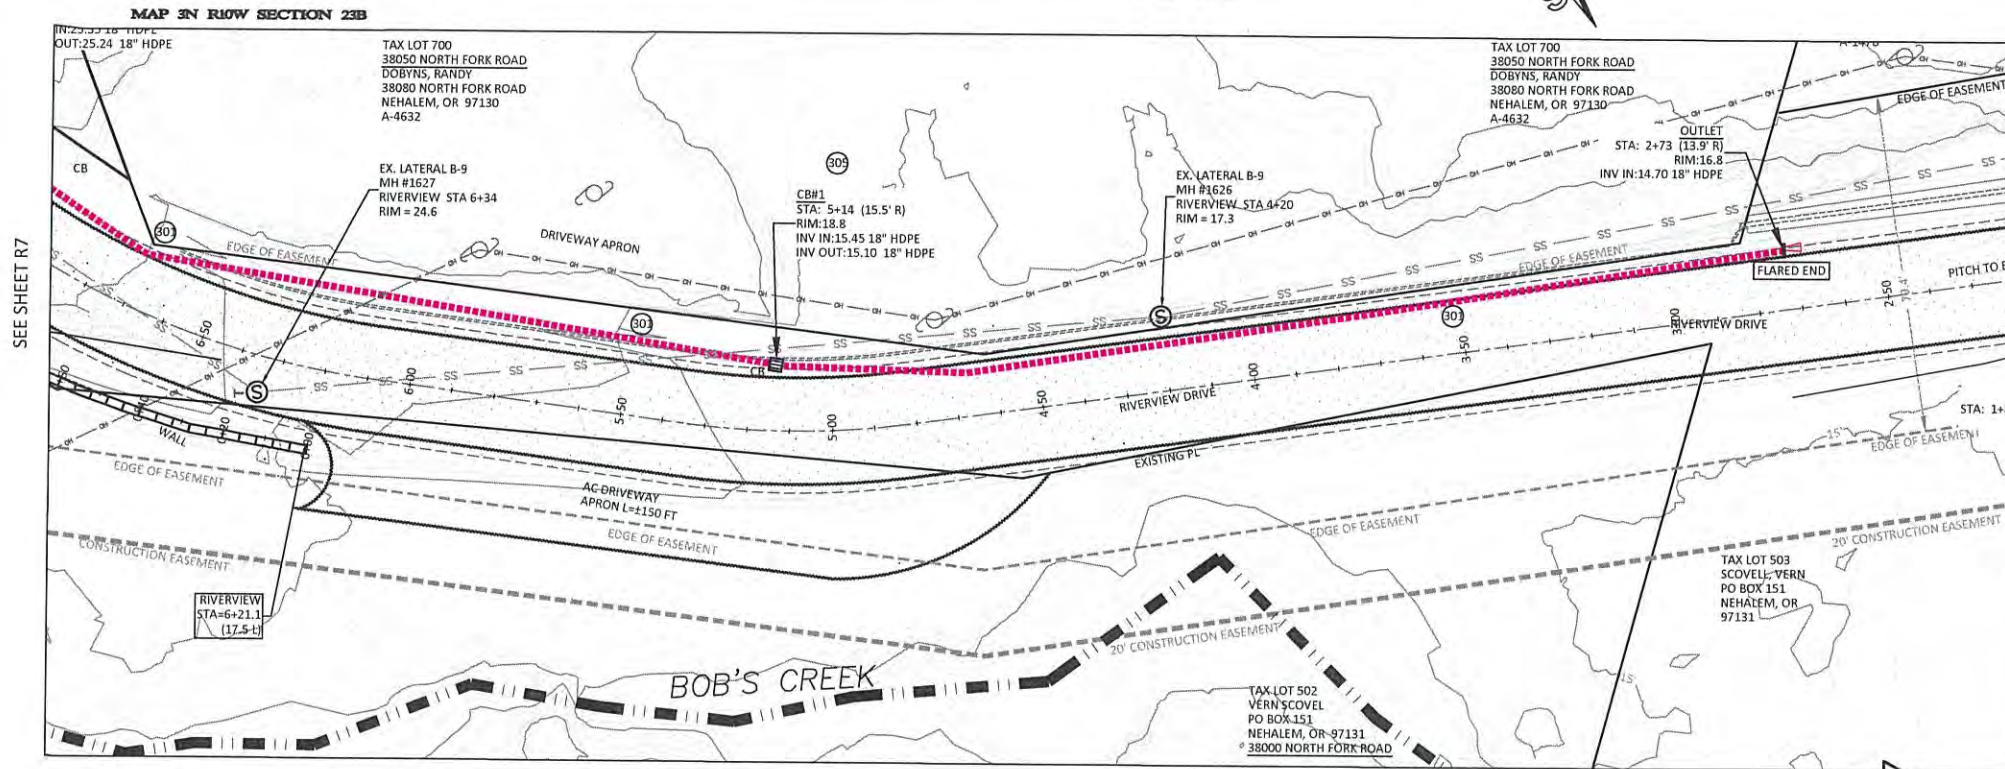 MAP 3N R10W SECTION 23B
OUT:25.24 18" HDPE
TAX LOT 700
38050 NORTH FORK ROAD
DOBYNS, RANDY
38080 NORTH FORK ROAD
NEHALEM, OR 97130
A-4632
TAX LOT 700
38050 NORTH FORK ROAD
DOBYNS, RANDY
38080 NORTH FORK ROAD
NEHALEM, OR 97130
A-4632
EDGE OF EASEMENT
OUTLET
STA: 2+73 (13.9' R)
RIM:16.8
INV IN:14.70 18" HDPE
CB
EX. LATERAL B-9
MH #1627
RIVERVIEW STA 6+34
RIM = 24.6
305
CB#1
STA: 5+14 (15.5' R)
RIM:18.8
INV IN:15.45 18" HDPE
INV OUT:15.10 18" HDPE
EX. LATERAL B-9
MH #1626
RIVERVIEW STA 4+20
RIM = 17.3
301
EDGE OF EASEMENT
DRIVEWAY APRON
EDGE OF EASEMENT
FLARED END
PITCH TO
SEE SHEET R7
301
301
S
S
CB
6+50
6+00
5+50
5+00
4+50
4+00
3+50
3+00
2+50
RIVERVIEW DRIVE
RIVERVIEW DRIVE
T
WALL
0+20
0+00
STA: 1+
15'
EDGE OF EASEMENT
EXISTING PL
EDGE OF EASEMENT
AC DRIVEWAY
APRON L=±150 FT
EDGE OF EASEMENT
EDGE OF EASEMENT
20' CONSTRUCTION EASEMENT
CONSTRUCTION EASEMENT
TAX LOT 503
SCOVELL, VERN
PO BOX 151
NEHALEM, OR
97131
RIVERVIEW
STA=6+21.1
(17.5 L)
20' CONSTRUCTION EASEMENT
BOB'S CREEK
15
TAX LOT 502
VERN SCOVEL
PO BOX 151
NEHALEM, OR 97131
38000 NORTH FORK ROAD